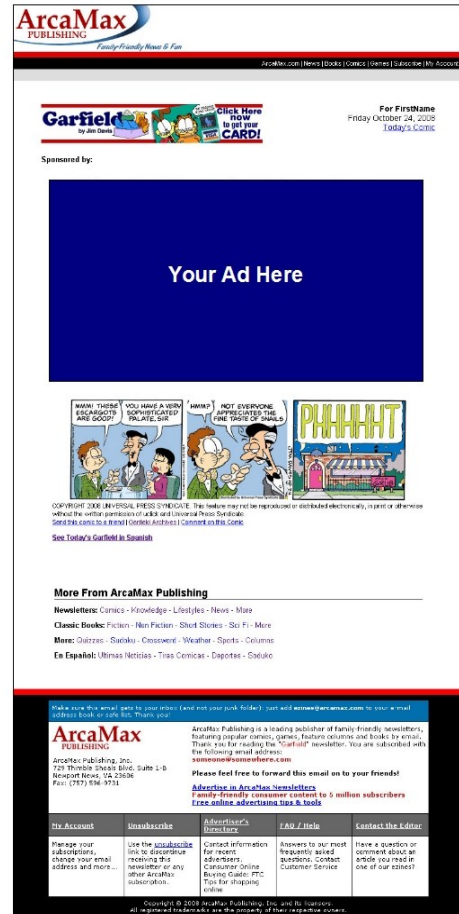 ArcaMax
PUBLISHING
Family-Friendly News & Fun
ArcaMax.com | News | Books | Comics | Games | Subscribe | My Account
Garfield
by Jim Davis
Click Here
now
to get your
CARD!
For FirstName
Friday October 24, 2008
Today's Comic
Sponsored by:
Your Ad Here
MMM! THESE
ESCARGOTS
ARE GOOD!
YOU HAVE A VERY
SOPHISTICATED
PALATE, SIR
HMM?
NOT EVERYONE
APPRECIATES THE
FINE TASTE OF SNAILS
PHHHHHT
COPYRIGHT 2008 UNIVERSAL PRESS SYNDICATE. This feature may not be reproduced or distributed electronically, in print or otherwise
without the written permission of uclick and Universal Press Syndicate.
Send this comic to a friend | Garfield Archives | Comment on this Comic
See Today's Garfield in Spanish
More From ArcaMax Publishing
Newsletters: Comics - Knowledge - Lifestyles - News - More
Classic Books: Fiction - Non Fiction - Short Stories - Sci Fi - More
More: Quizzes - Sudoku - Crossword - Weather - Sports - Columns
En Español: Ultimas Noticias - Tiras Comicas - Deportes - Soduko
Make sure this email gets to your inbox (and not your junk folder): just add ezines@arcamax.com to your e-mail
address book or safe list. Thank you!
ArcaMax
PUBLISHING
ArcaMax Publishing, Inc.
729 Thimble Shoals Blvd. Suite 1-B
Newport News, VA 23606
Fax: (757) 596-9731
ArcaMax Publishing is a leading publisher of family-friendly newsletters,
featuring popular comics, games, feature columns and books by email.
Thank you for reading the "Garfield" newsletter. You are subscribed with
the following email address:
someone@somewhere.com
Please feel free to forward this email on to your friends!
Advertise in ArcaMax Newsletters
Family-friendly consumer content to 5 million subscribers
Free online advertising tips & tools
My Account
Unsubscribe
Advertiser's
Directory
FAQ / Help
Contact the Editor
Manage your
subscriptions,
change your email
address and more...
Use the unsubscribe
link to discontinue
receiving this
newsletter or any
other ArcaMax
subscription.
Contact information
for recent
advertisers.
Consumer Online
Buying Guide: FTC
Tips for shopping
online
Answers to our most
frequently asked
questions. Contact
Customer Service
Have a question or
comment about an
article you read in
one of our ezines?
Copyright © 2008 ArcaMax Publishing, Inc. and its licensors.
All registered trademarks are the property of their respective owners.